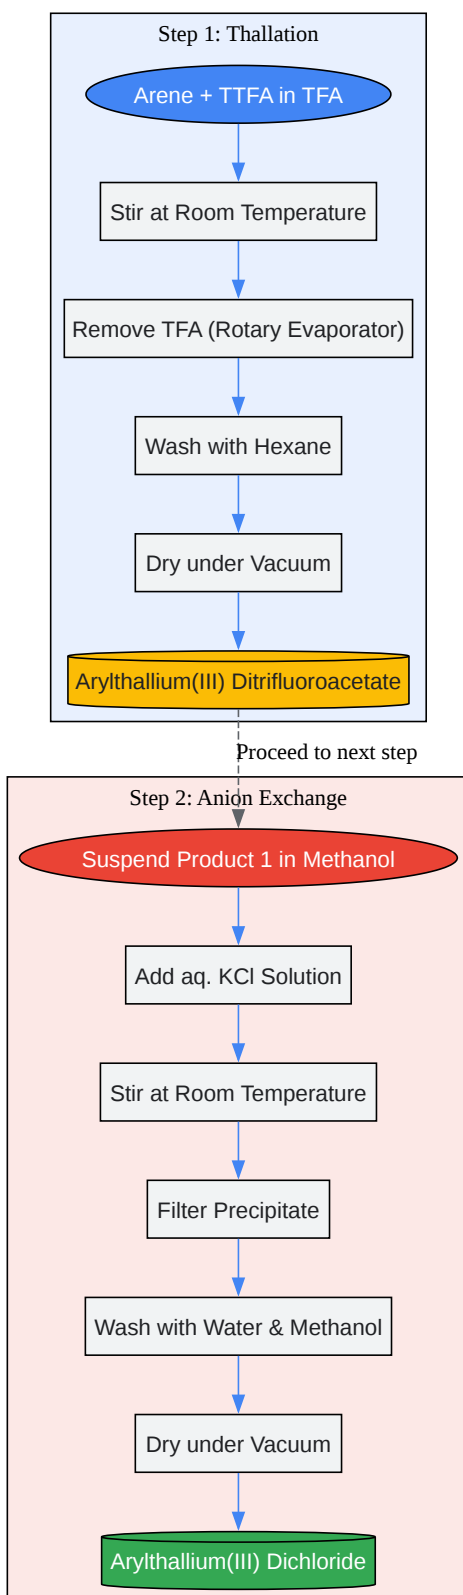 Step 1: Thallation
Arene + TTFA in TFA
Stir at Room Temperature
Remove TFA (Rotary Evaporator)
Wash with Hexane
Dry under Vacuum
Arylthallium(III) Ditrifluoroacetate
Proceed to next step
Step 2: Anion Exchange
Suspend Product 1 in Methanol
Add aq. KCl Solution
Stir at Room Temperature
Filter Precipitate
Wash with Water & Methanol
Dry under Vacuum
Arylthallium(III) Dichloride